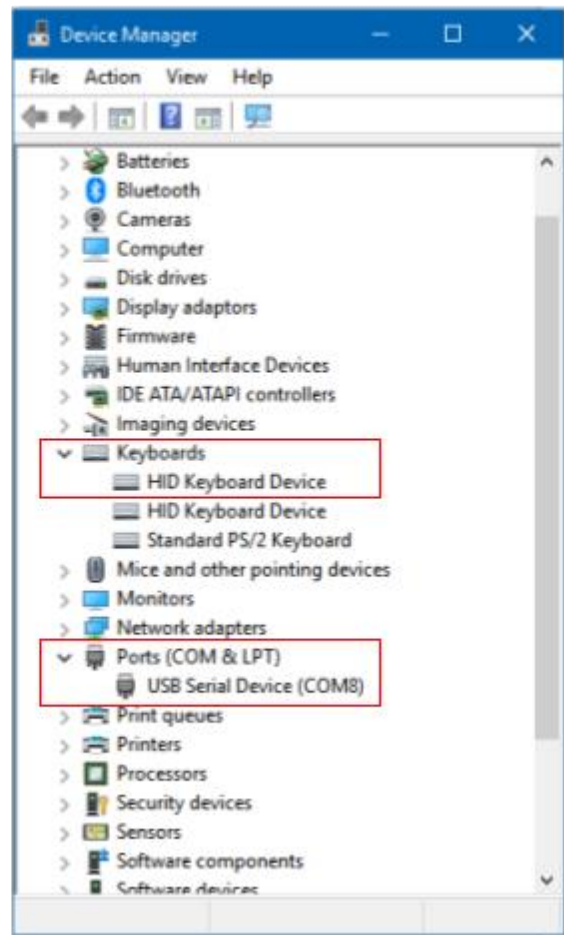 Device Manager
File Action View Help
Batteries
Bluetooth
Cameras
Computer
Disk drives
Display adaptors
Firmware
Human Interface Devices
IDE ATA/ATAPI controllers
Imaging devices
Keyboards
HID Keyboard Device
HID Keyboard Device
Standard PS/2 Keyboard
Mice and other pointing devices
Monitors
Network adapters
Ports (COM & LPT)
USB Serial Device (COM8)
Print queues
Printers
Processors
Security devices
Sensors
Software components
Software devices